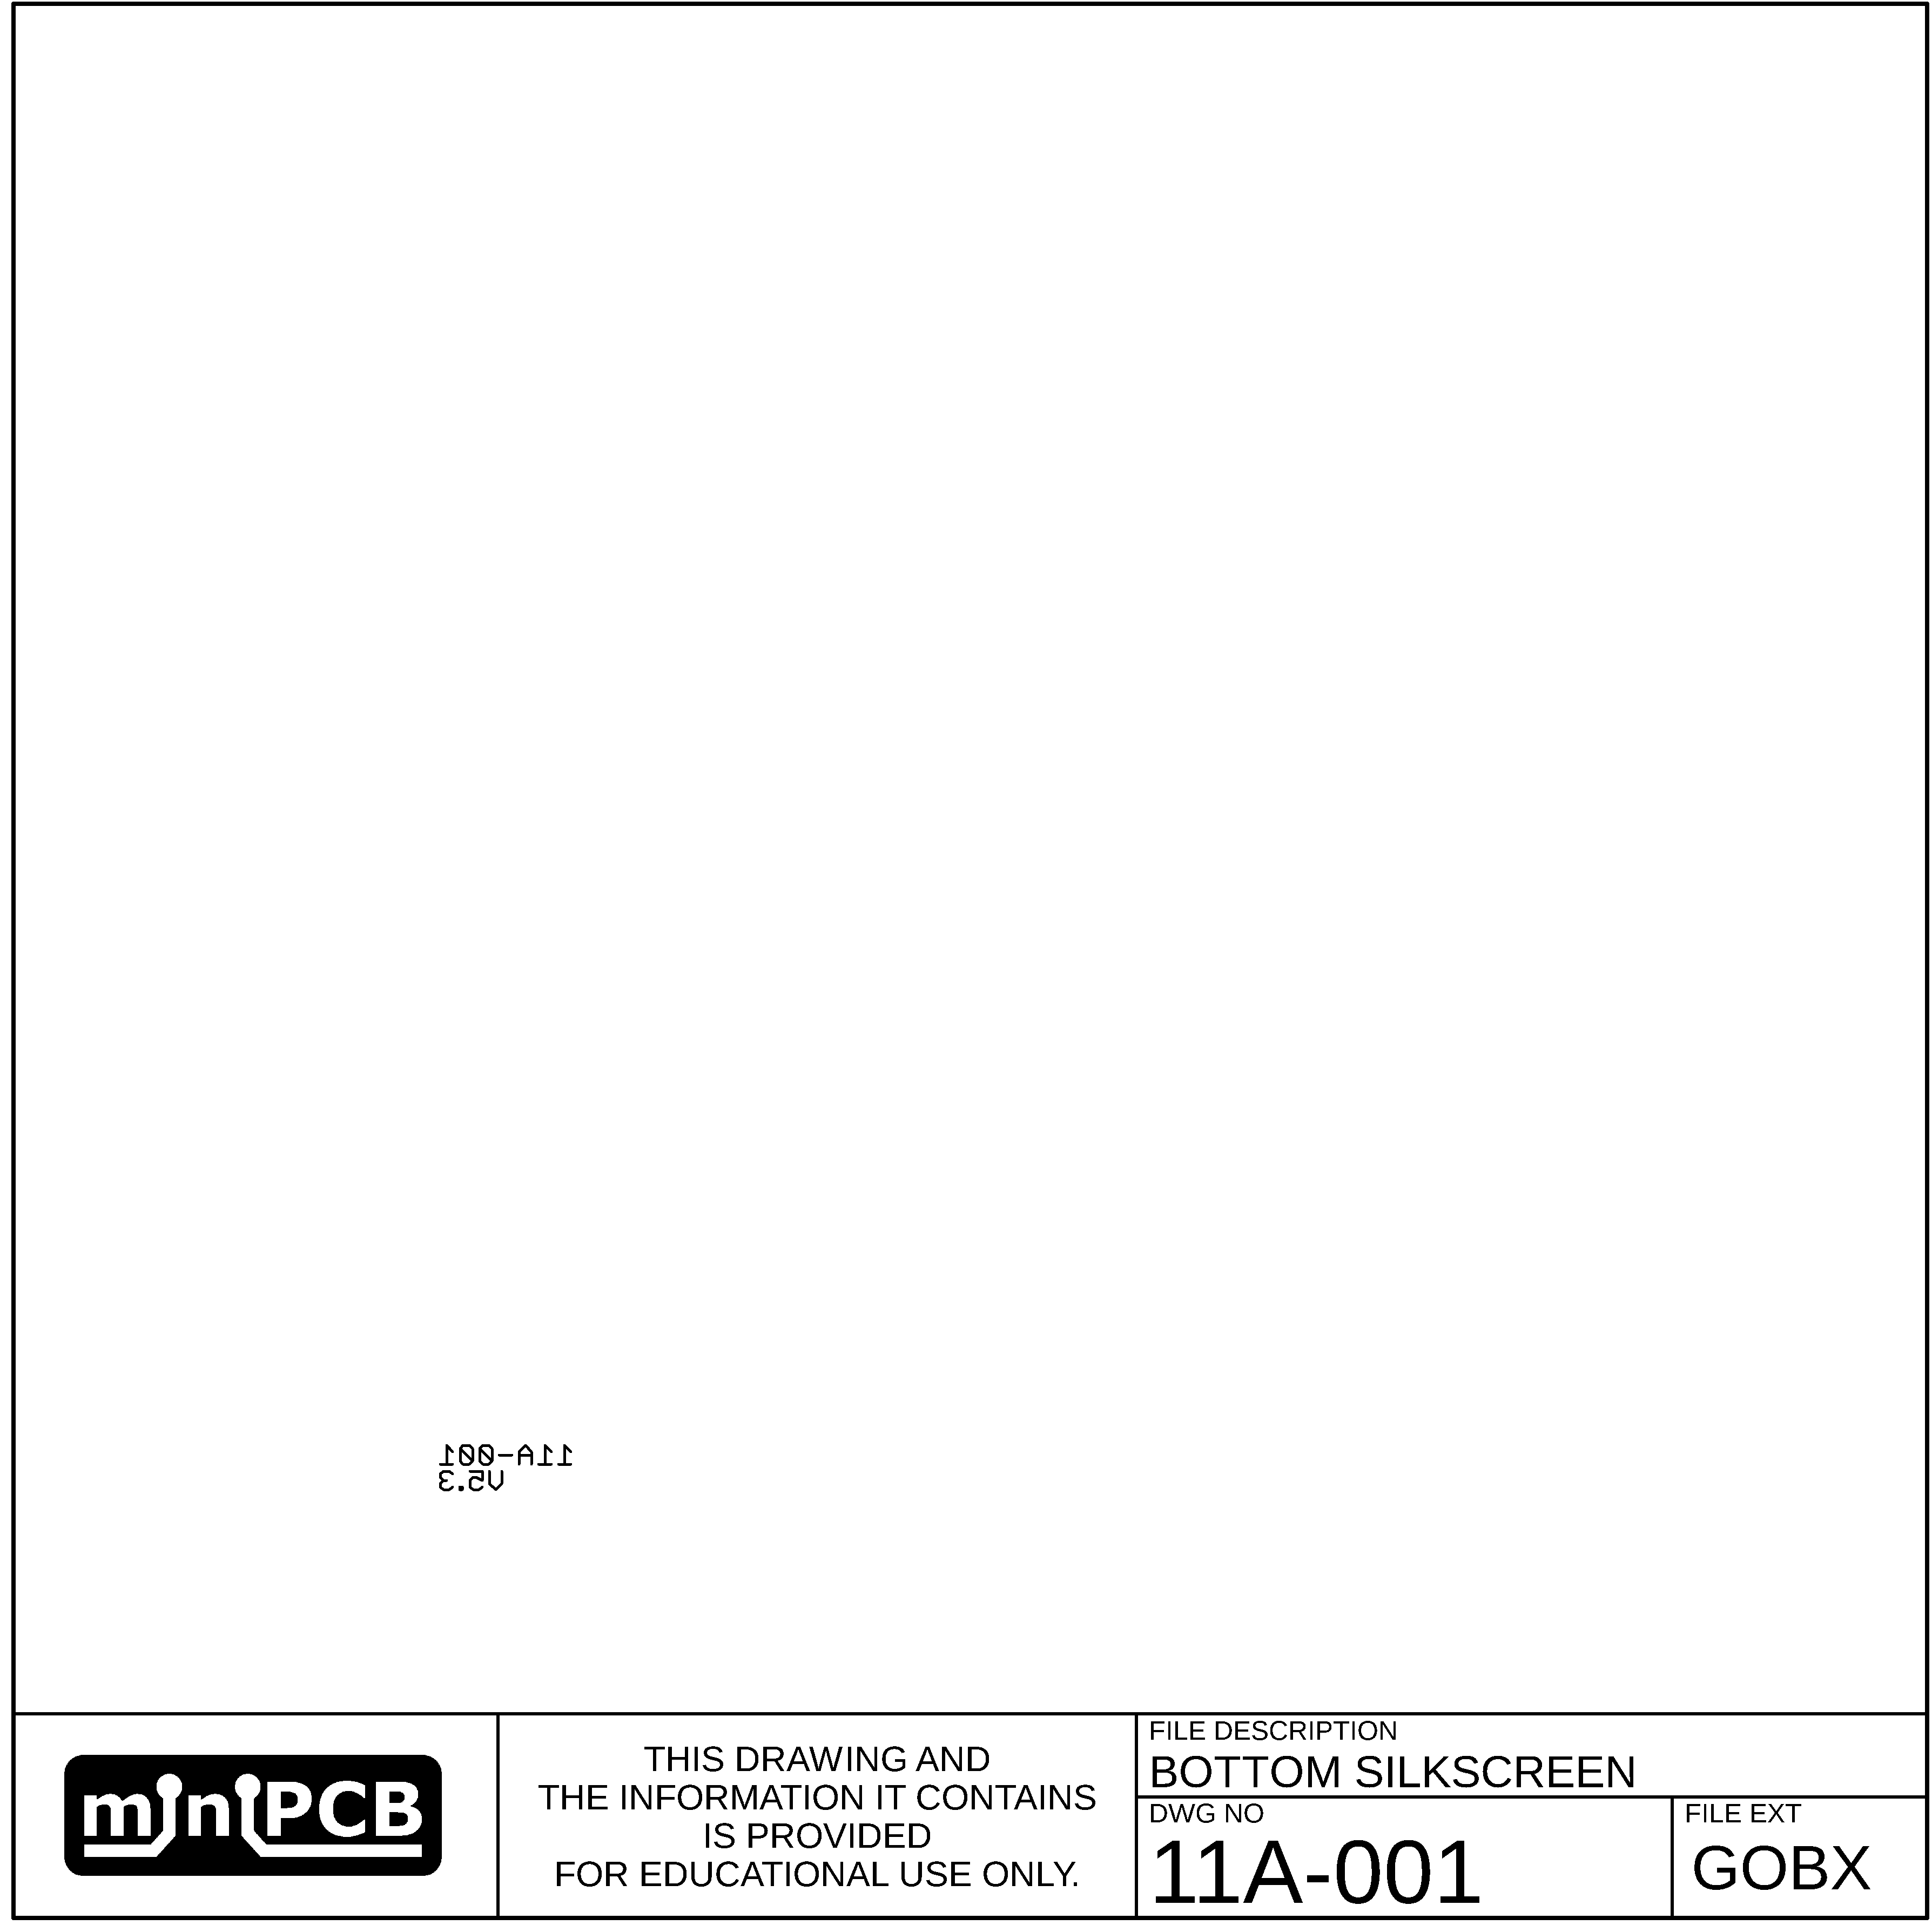 11A-001
V5.3
miniPCB
THIS DRAWING AND
THE INFORMATION IT CONTAINS
IS PROVIDED
FOR EDUCATIONAL USE ONLY.
FILE DESCRIPTION
BOTTOM SILKSCREEN
DWG NO
11A-001
FILE EXT
GOBX